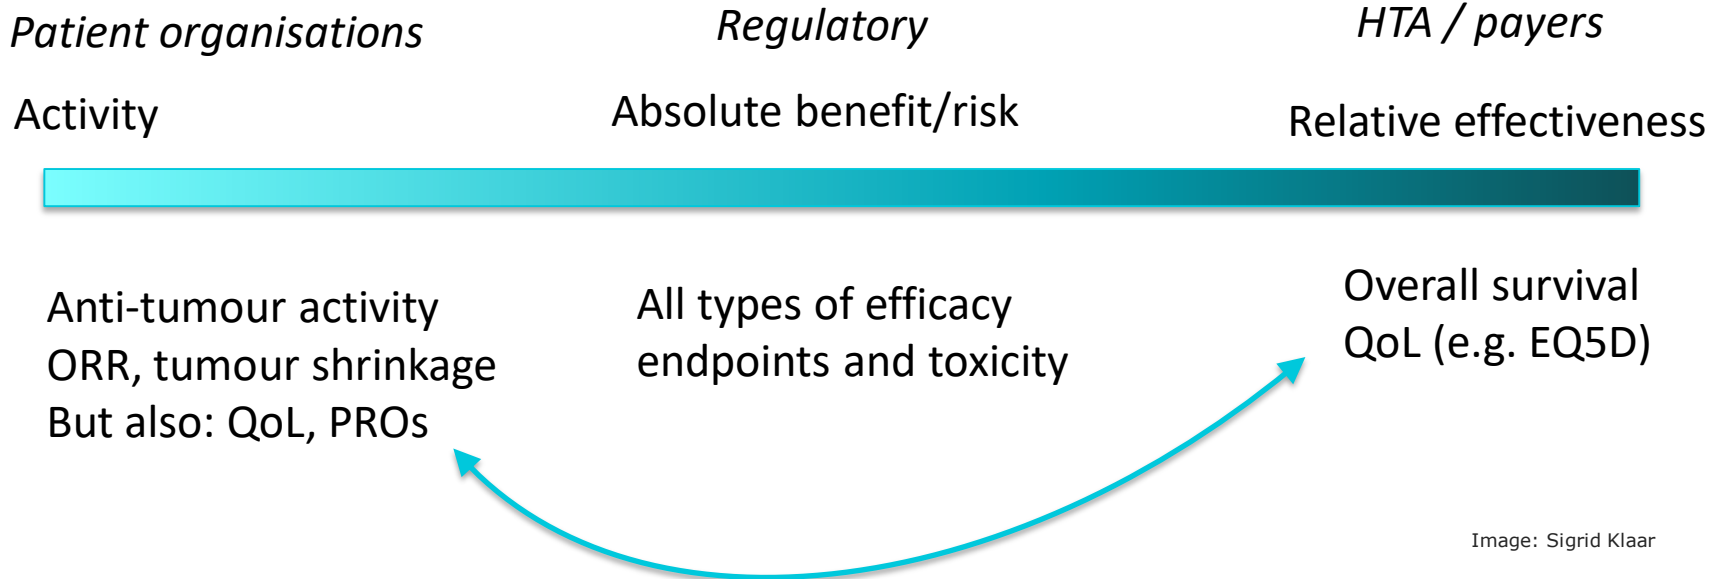 Patient organisations
Regulatory
HTA / payers
Activity
Absolute benefit/risk
Relative effectiveness
Anti-tumour activity
ORR, tumour shrinkage
But also: QoL, PROs
All types of efficacy
endpoints and toxicity
Overall survival
QoL (e.g. EQ5D)
Image: Sigrid Klaar